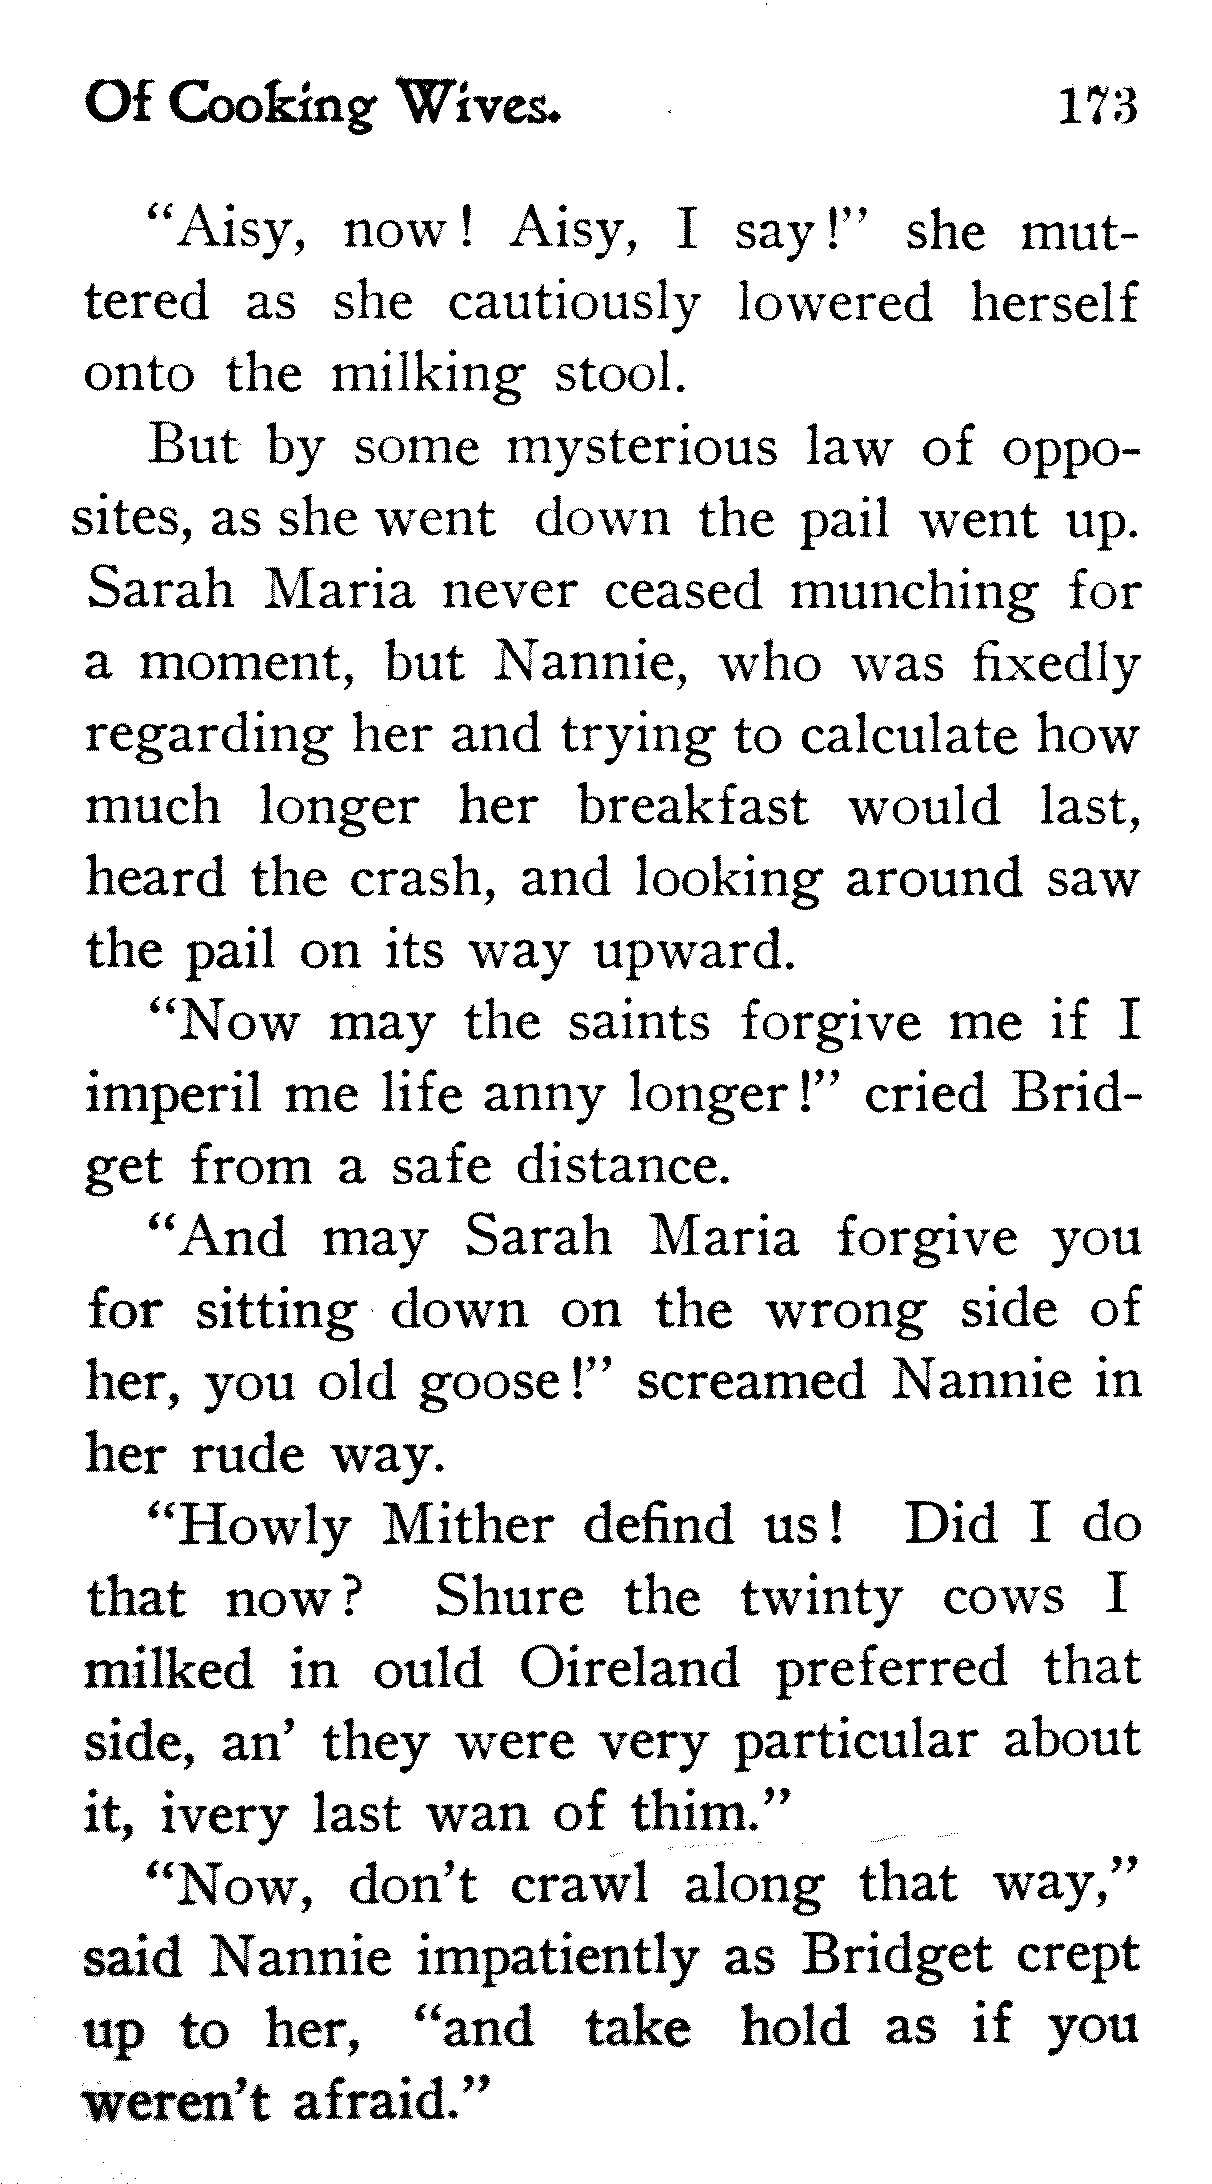 Of Cooking Wives. 173
“Aisy, now! Aisy, I say!” she mut-
tered as she cautiously lowered herself
onto the milking stool.
But by some mysterious law of oppo-
sites, as she went down the pail went up.
Sarah Maria never ceased munching for
a moment, but Nannie, who was fixedly
regarding her and trying to calculate how
much longer her breakfast would last,
heard the crash, and looking around saw
the pail on its way upward.
“Now may the saints forgive me if I
imperil me life anny longer!” cried Brid-
get from a safe distance.
“And may Sarah Maria forgive you
for sitting down on the wrong side of
her, you old goose!” screamed Nannie in
her rude way.
“Howly Mither defind us! Did I do
that now? Shure the twinty cows I
milked in ould Oireland preferred that
side, an’ they were very particular about
it, ivery last wan of thim.”
“Now, don’t crawl along that way,”
said Nannie impatiently as Bridget crept
up to her, “and take hold as if you
weren’t afraid.”